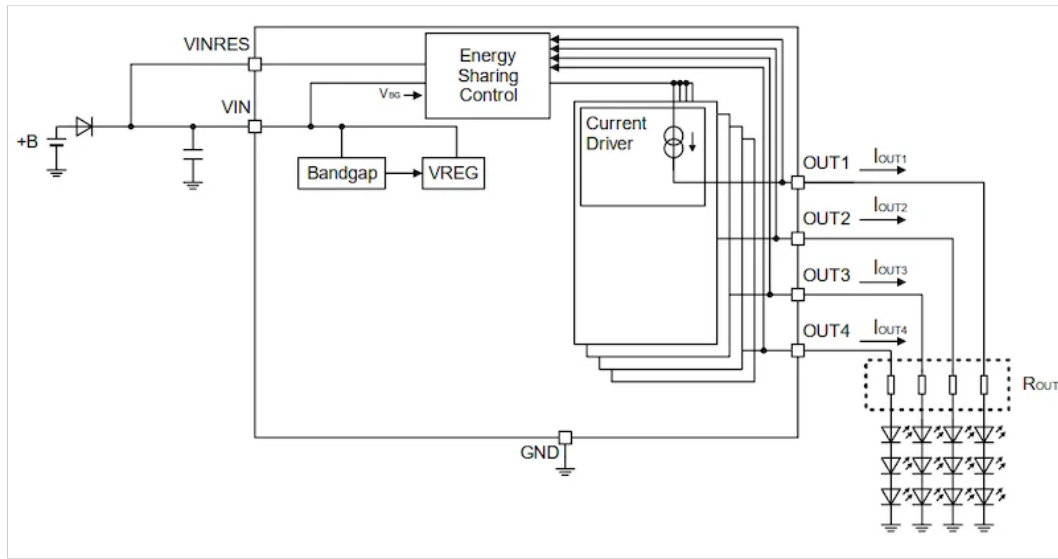 VINRES
Energy
Sharing
Control
VBG
VIN
+B
Current
Driver
Bandgap
VREG
OUT1
IOUT1
OUT2
IOUT2
OUT3
IOUT3
OUT4
IOUT4
ROUT
GND